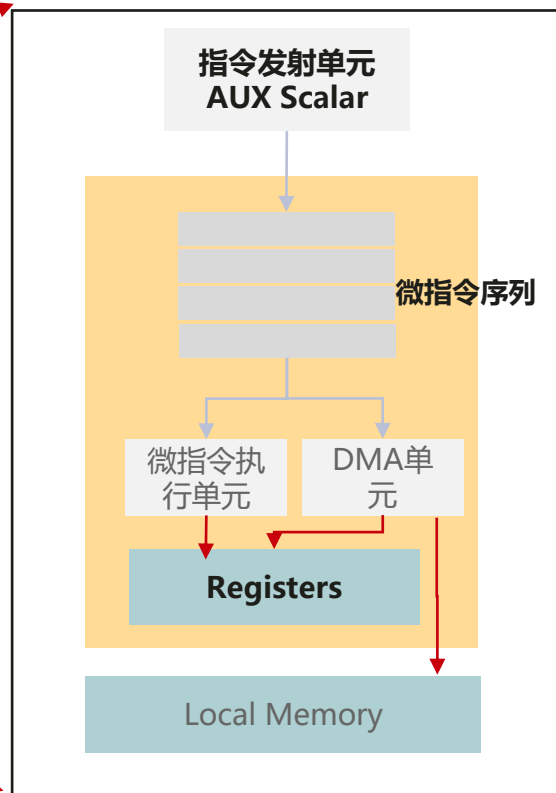 指令发射单元
AUX Scalar
微指令序列
微指令执
行单元
DMA单
元
Registers
Local Memory